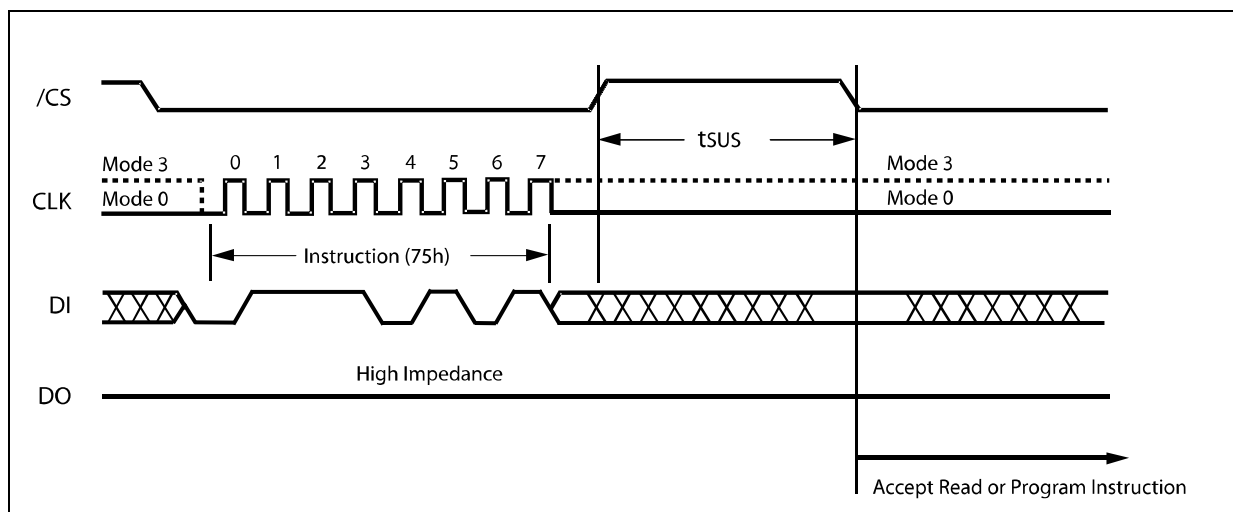 /CS
tSUS
Mode 3
0 1 2 3 4 5 6 7
Mode 3
CLK
Mode 0
Mode 0
Instruction (75h)
DI
High Impedance
DO
Accept Read or Program Instruction